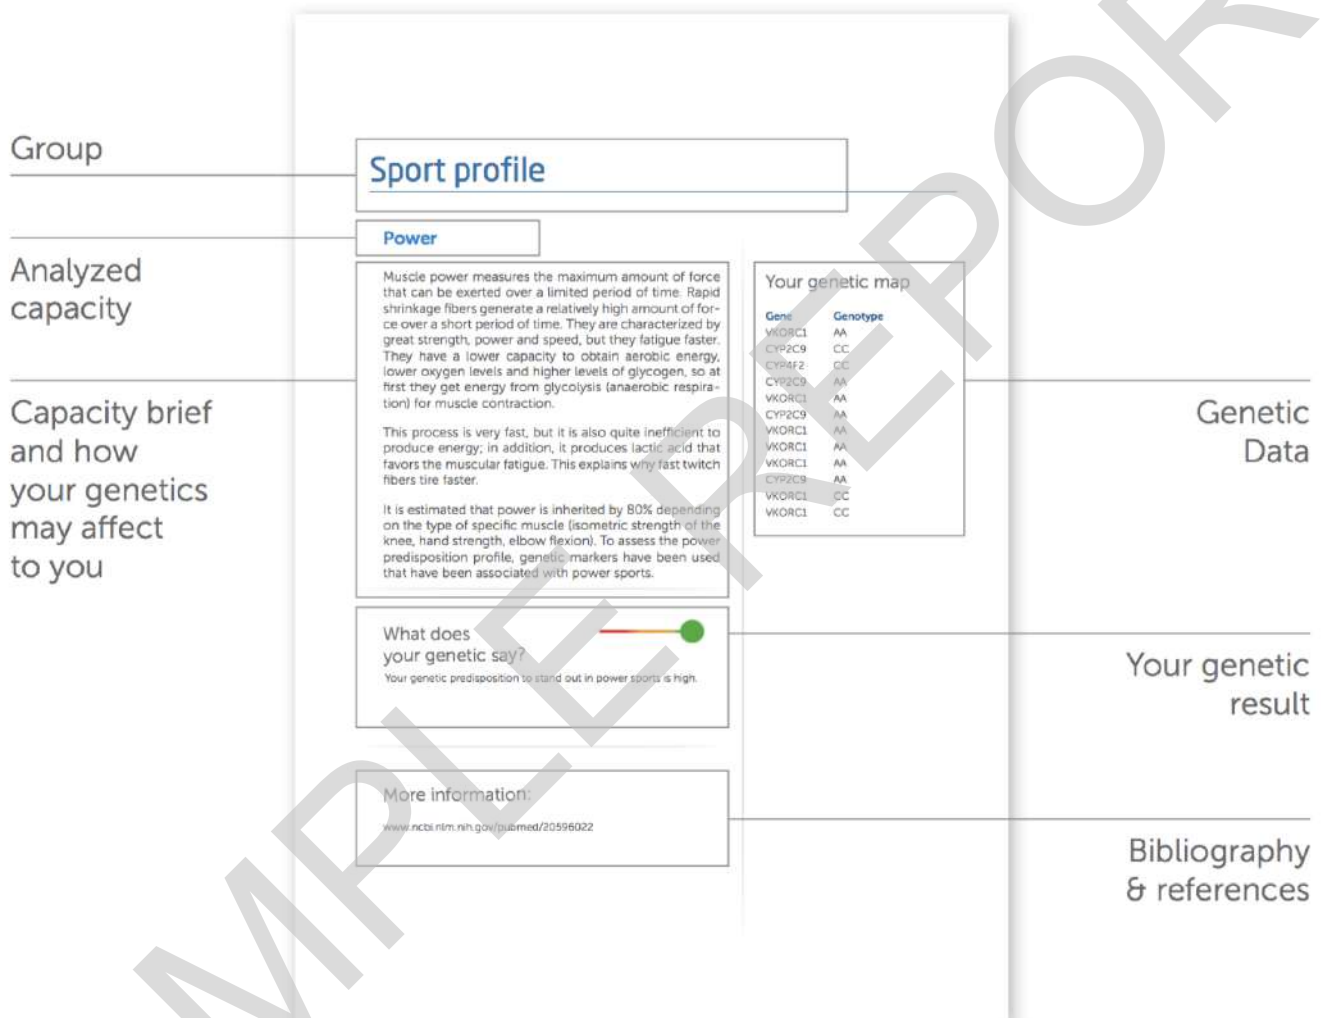 Group
Sport profile
Power
Analyzed
capacity
Capacity brief
and how
your genetics
may affect
to you
Muscle power measures the maximum amount of force
that can be exerted over a limited period of time. Rapid
shrinkage fibers generate a relatively high amount of for-
ce over a short period of time. They are characterized by
great strength, power and speed, but they fatigue faster.
They have a lower capacity to obtain aerobic energy,
lower oxygen levels and higher levels of glycogen, so at
first they get energy from glycolysis (anaerobic respira-
tion) for muscle contraction.
This process is very fast, but it is also quite inefficient to
produce energy; in addition, it produces lactic acid that
favors the muscular fatigue. This explains why fast twitch
fibers tire faster.
It is estimated that power is inherited by 80% depending
on the type of specific muscle (isometric strength of the
knee, hand strength, elbow flexion). To assess the power
predisposition profile, genetic markers have been used
that have been associated with power sports.
Your genetic map
Gene Genotype
VKORC1 AA
CYP2C9 CC
CYP4F2 CC
CYP2C9 AA
VKORC1 AA
CYP2C9 AA
VKORC1 AA
VKORC1 AA
VKORC1 AA
CYP2C9 AA
VKORC1 CC
VKORC1 CC
Genetic
Data
What does
your genetic say?
Your genetic predisposition to stand out in power sports is high.
Your genetic
result
More information:
www.ncbi.nlm.nih.gov/pubmed/20596022
Bibliography
& references
MPLE REPOR